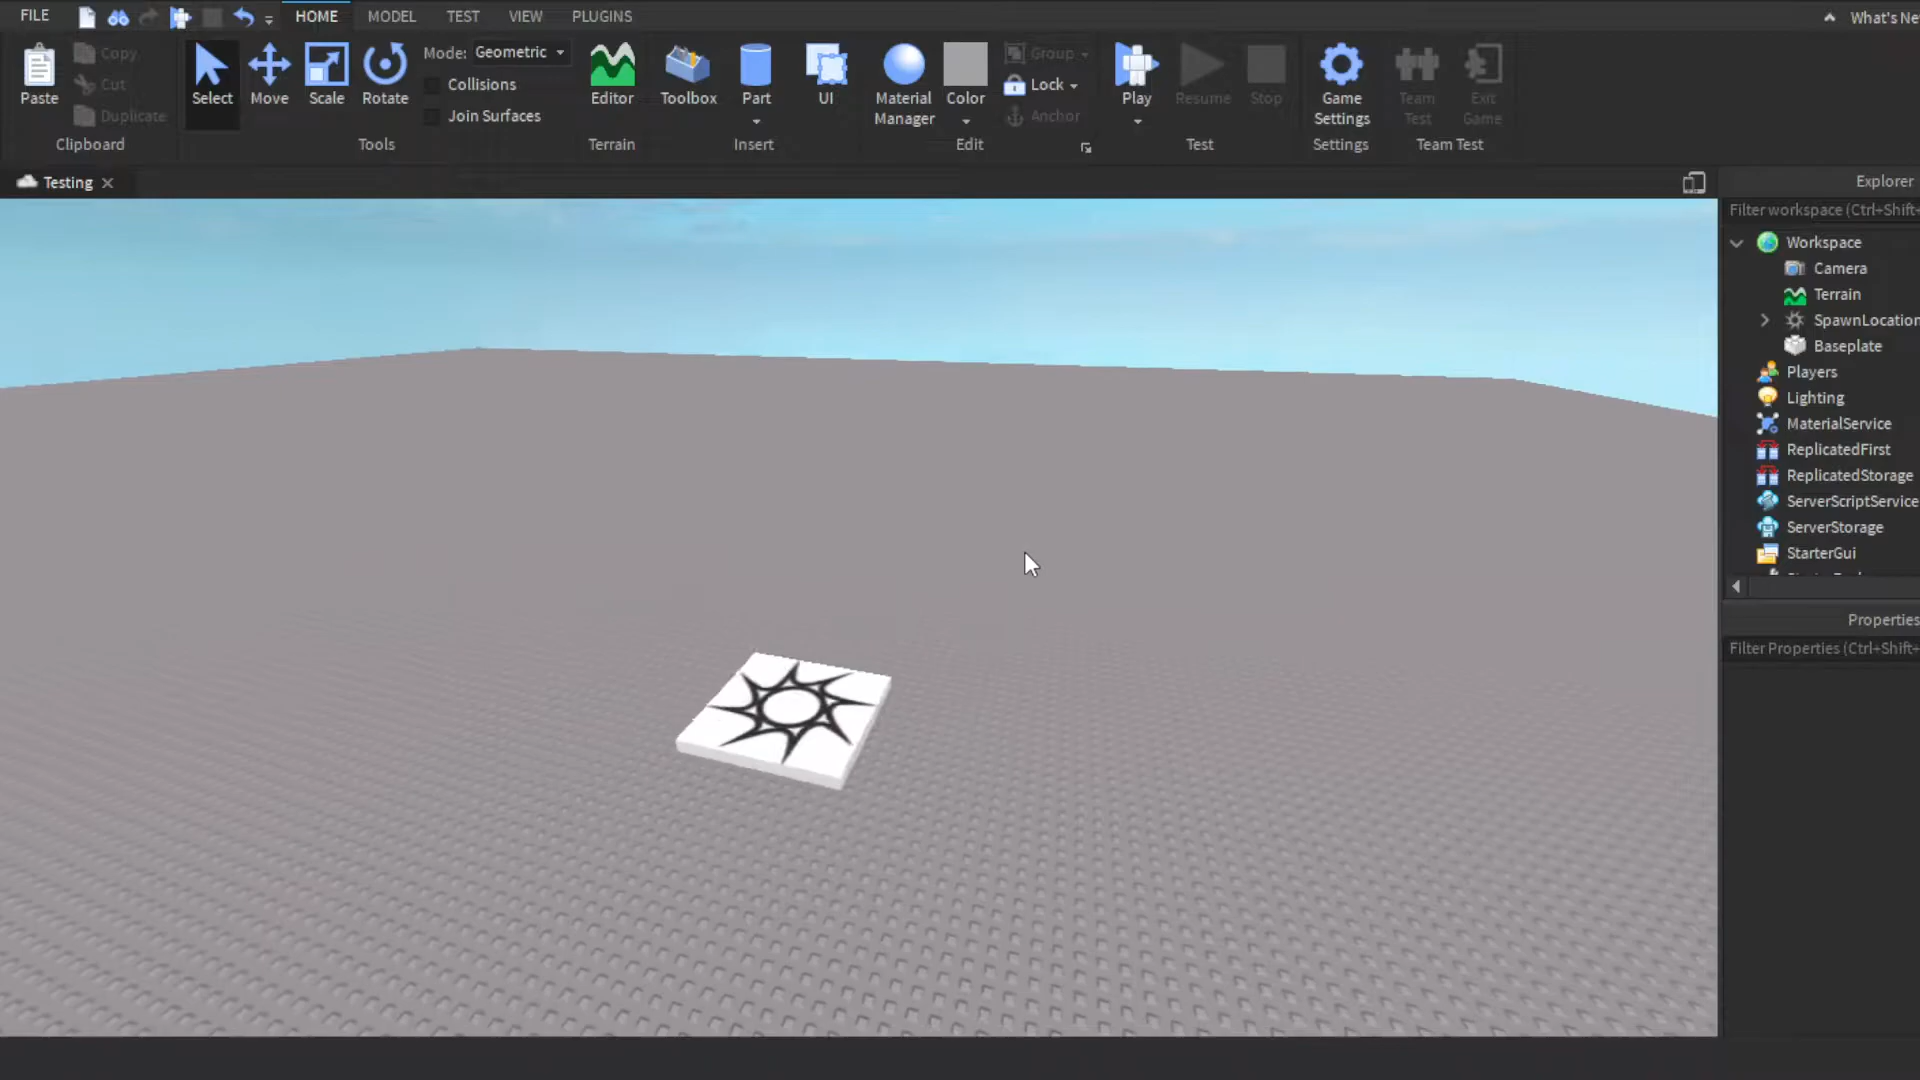 FILE HOME MODEL TEST VIEW PLUGINS What's Ne
Paste Copy Cut Duplicate Clipboard
Select Move Scale Rotate Mode: Geometric
Collisions
Join Surfaces
Tools
Editor
Terrain
Toolbox Part UI
Insert
Material Manager Color Group Lock Anchor
Edit
Play Resume Stop
Test
Game Settings
Settings
Team Test Exit Game
Team Test
Testing
Explorer
Filter workspace (Ctrl+Shift+
Workspace
Camera
Terrain
SpawnLocation
Baseplate
Players
Lighting
MaterialService
ReplicatedFirst
ReplicatedStorage
ServerScriptService
ServerStorage
StarterGui
Properties
Filter Properties (Ctrl+Shift+